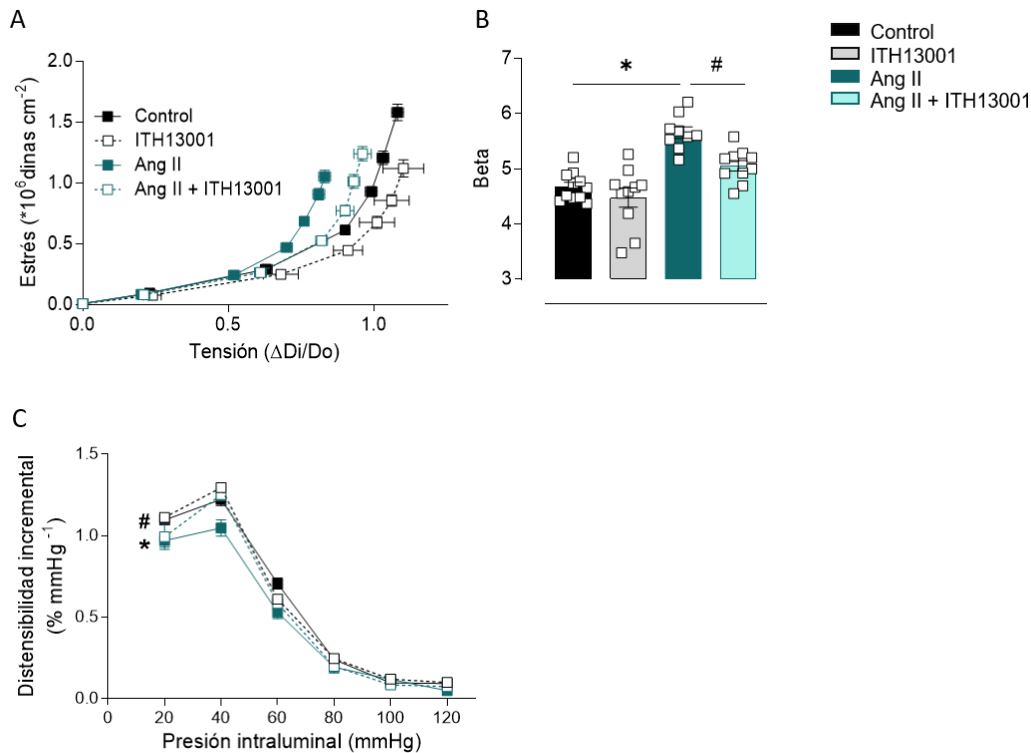 A
Estrés (*10⁶dinas cm⁻²)
2.0
1.5
1.0
0.5
0.0
Control
ITH13001
Ang II
Ang II + ITH13001
0.0 0.5 1.0
Tensión (ΔDi/Do)
B
Beta
7
6
5
4
3
* #
Control
ITH13001
Ang II
Ang II + ITH13001
C
Distensibilidad incremental
(% mmHg⁻¹)
1.5
1.0
0.5
0.0
#
*
0 20 40 60 80 100 120
Presión intraluminal (mmHg)